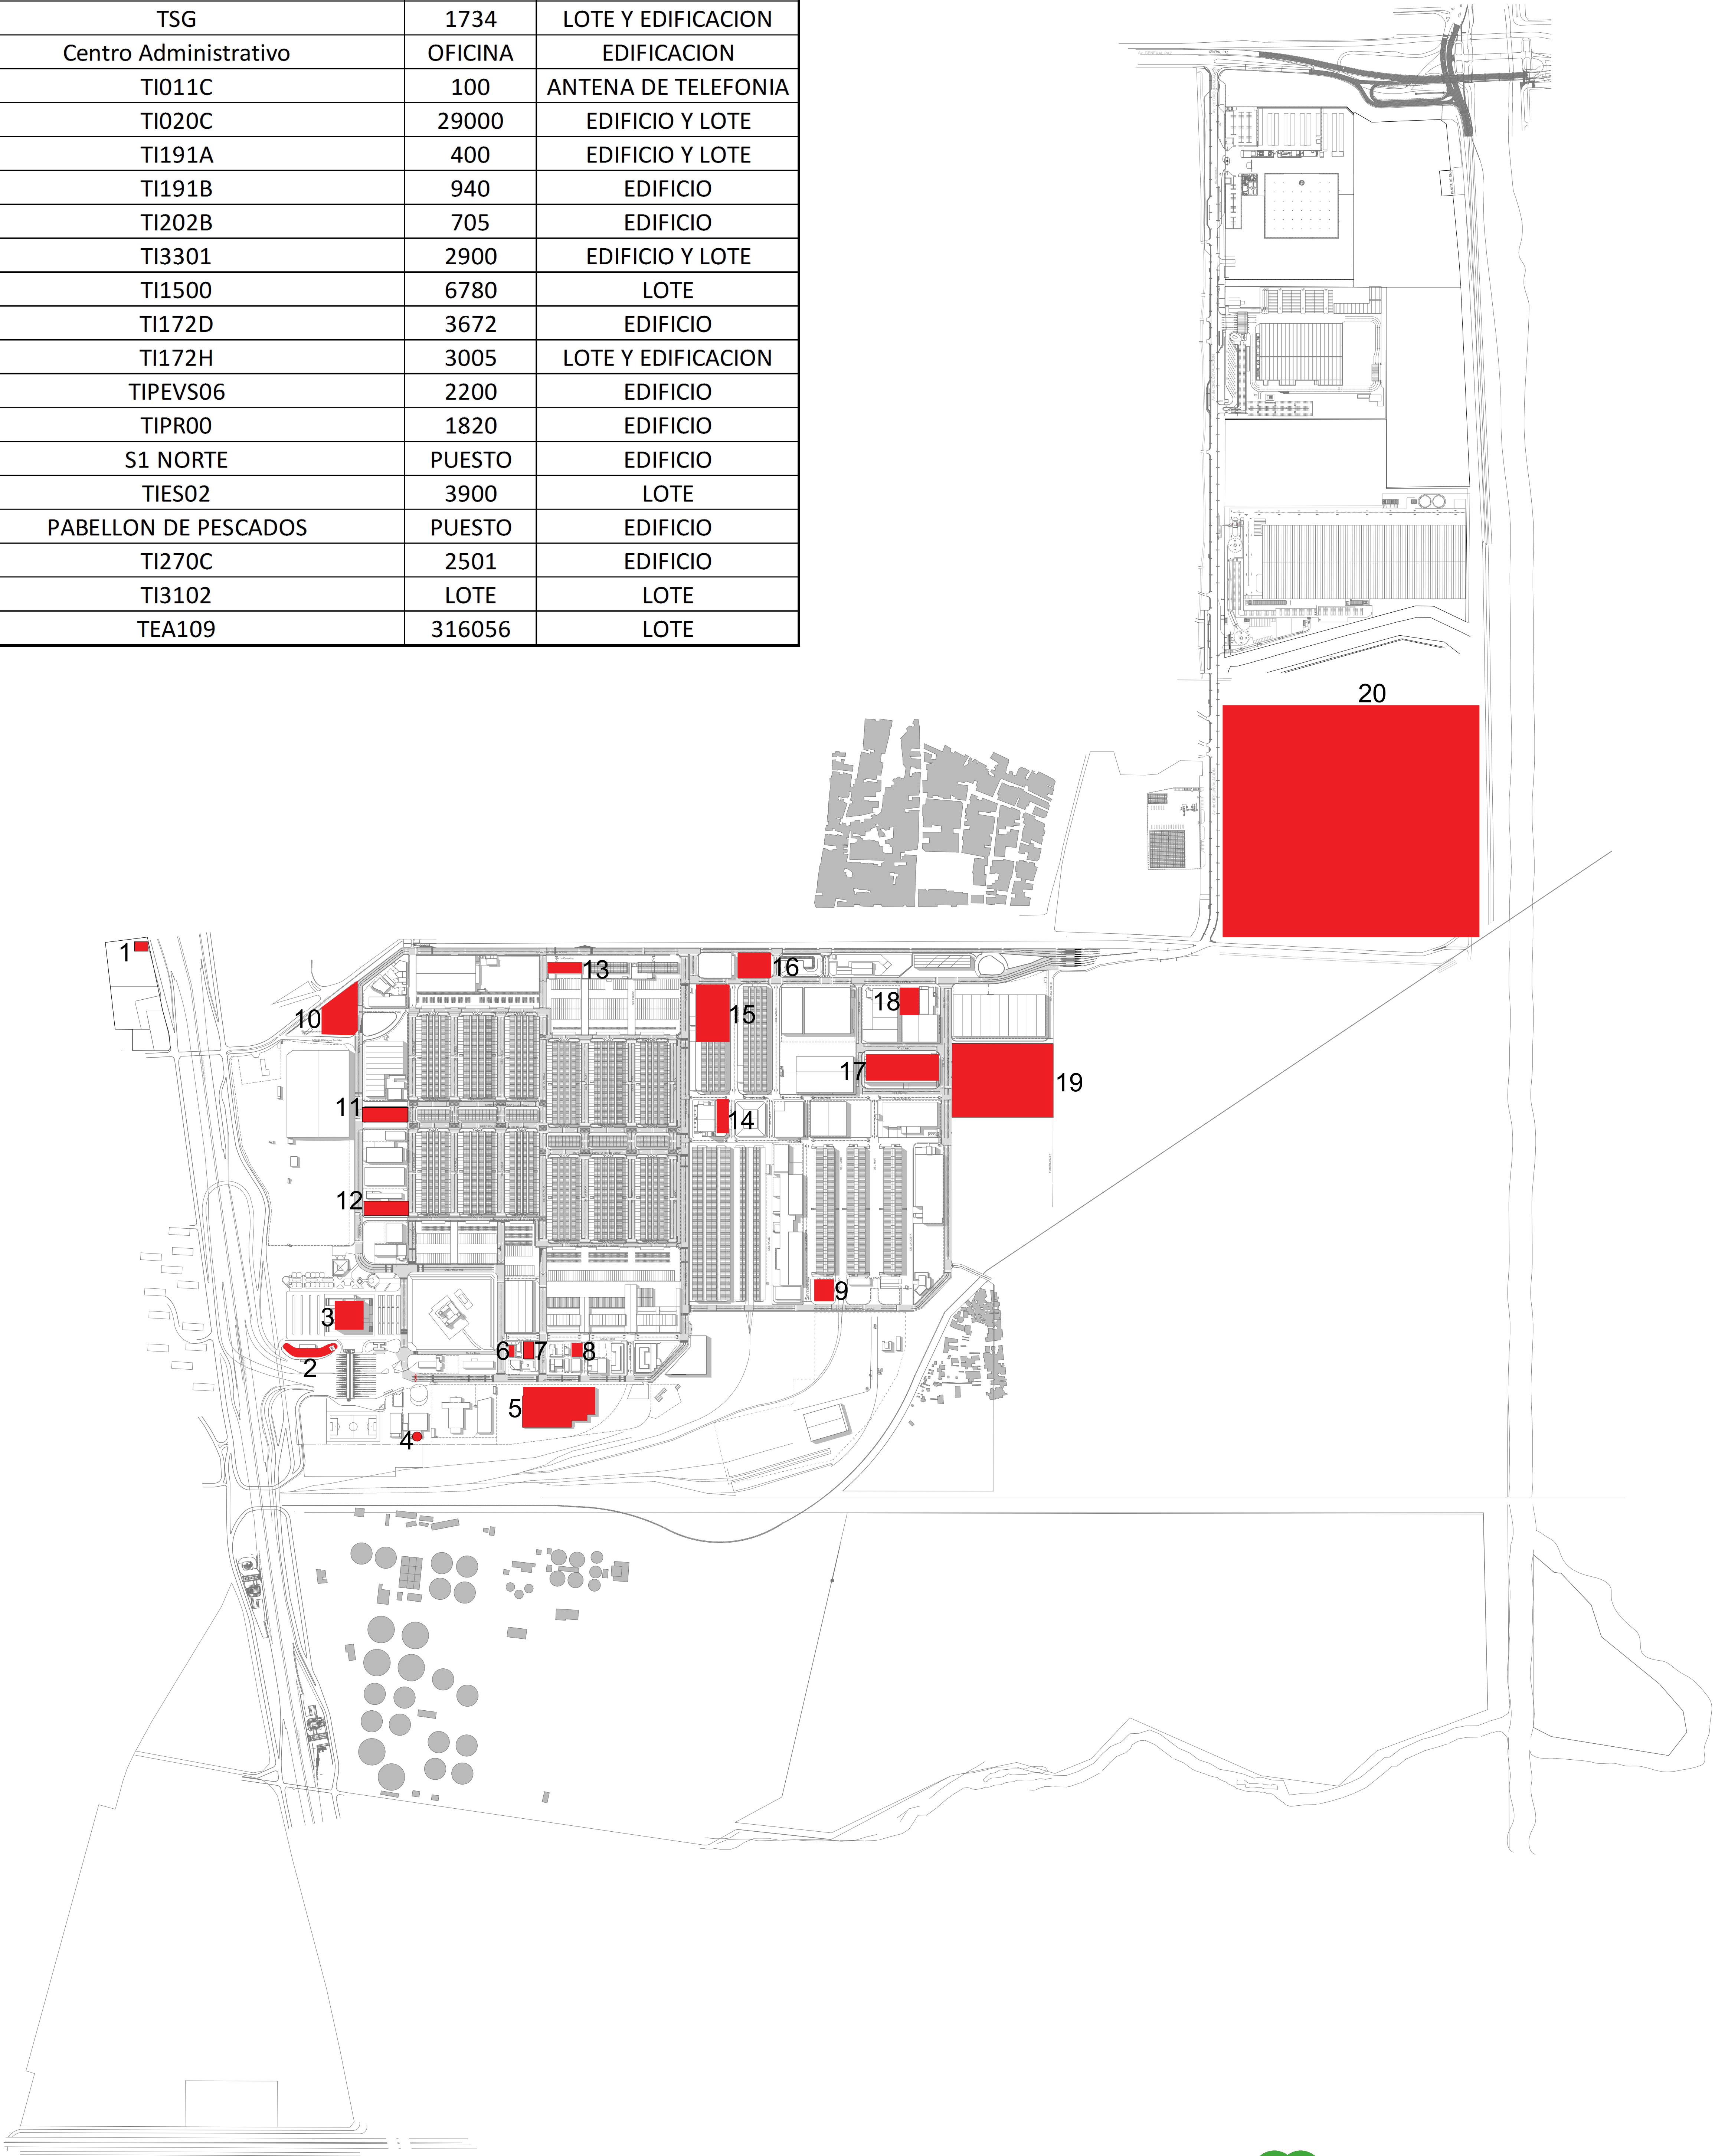 TSG 1734 LOTE Y EDIFICACION
Centro Administrativo OFICINA EDIFICACION
TI011C 100 ANTENA DE TELEFONIA
TI020C 29000 EDIFICIO Y LOTE
TI191A 400 EDIFICIO Y LOTE
TI191B 940 EDIFICIO
TI202B 705 EDIFICIO
TI3301 2900 EDIFICIO Y LOTE
TI1500 6780 LOTE
TI172D 3672 EDIFICIO
TI172H 3005 LOTE Y EDIFICACION
TIPEVS06 2200 EDIFICIO
TIPR00 1820 EDIFICIO
S1 NORTE PUESTO EDIFICIO
TIES02 3900 LOTE
PABELLON DE PESCADOS PUESTO EDIFICIO
TI270C 2501 EDIFICIO
TI3102 LOTE LOTE
TEA109 316056 LOTE
20
1
13
16
10
15
18
17
19
11
14
12
9
3
2
6
7
8
5
4